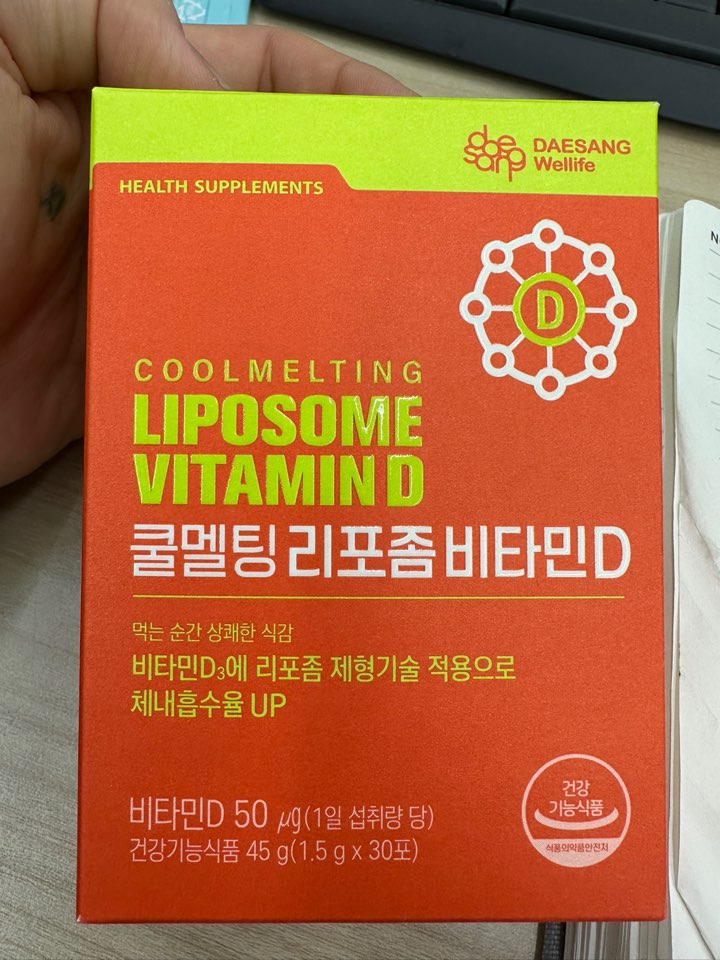 daesang
DAESANG
Wellife
HEALTH SUPPLEMENTS
D
COOLMELTING
LIPOSOME
VITAMIN D
쿨멜팅 리포좀 비타민D
먹는 순간 상쾌한 식감
비타민D₃에 리포좀 제형기술 적용으로
체내흡수율 UP
비타민D 50 ㎍(1일 섭취량 당)
건강기능식품 45 g(1.5 g x 30포)
건강
기능식품
식품의약품안전처